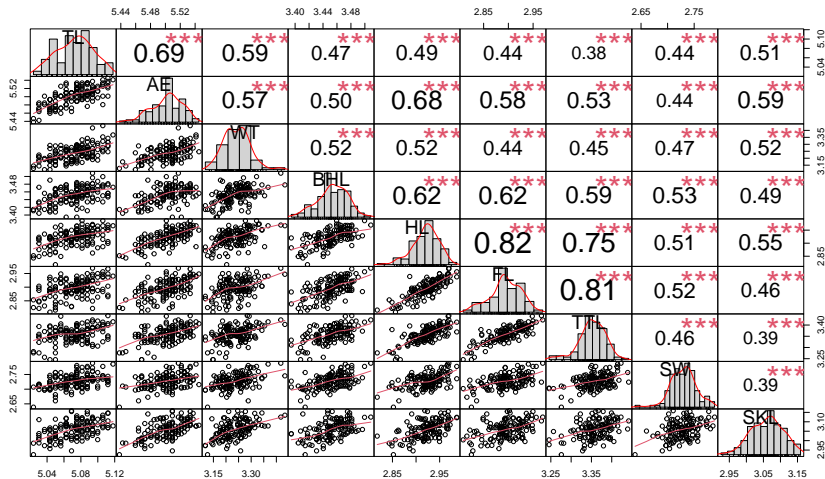 5.44 5.48 5.52 3.40 3.44 3.48 2.85 2.95 2.65 2.75
TL 0.69 *** 0.59 *** 0.47 *** 0.49 *** 0.44 *** 0.38 *** 0.44 *** 0.51 *** 5.04 5.10
5.44 5.52 AE 0.57 *** 0.50 *** 0.68 *** 0.58 *** 0.53 *** 0.44 *** 0.59 ***
WT 0.52 *** 0.52 *** 0.44 *** 0.45 *** 0.47 *** 0.52 *** 3.15 3.35
3.40 3.48 BHL 0.62 *** 0.62 *** 0.59 *** 0.53 *** 0.49 ***
HL 0.82 *** 0.75 *** 0.51 *** 0.55 *** 2.85
2.85 2.95 FL 0.81 *** 0.52 *** 0.46 ***
TTL 0.46 *** 0.39 *** 3.25 3.40
2.65 2.75 SW 0.39 ***
SKL 2.95 3.10
5.04 5.08 5.12 3.15 3.30 2.85 2.95 3.25 3.35 2.95 3.05 3.15